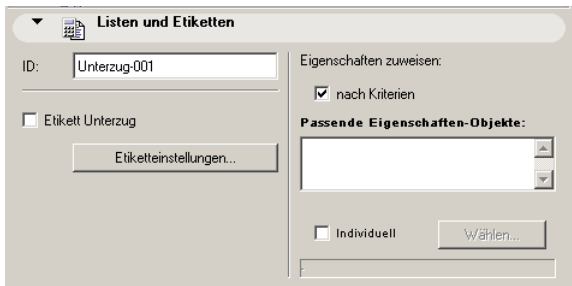 Listen und Etiketten
ID: Unterzug-001
Etikett Unterzug
Etiketteinstellungen...
Eigenschaften zuweisen:
nach Kriterien
Passende Eigenschaften-Objekte:
Individuell
Wählen...
-